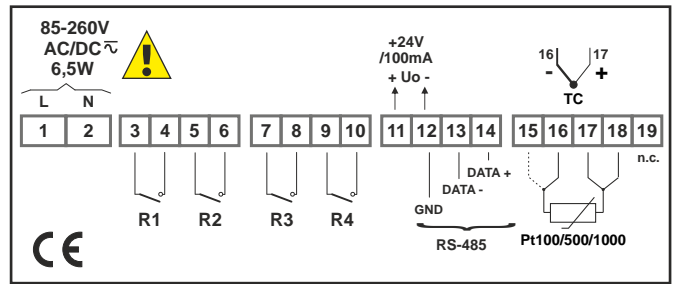 85-260V
AC/DC
6,5W
L N
+24V
/100mA
+ Uo -
16 17
- +
TC
1 2 3 4 5 6 7 8 9 10 11 12 13 14 15 16 17 18 19
n.c.
DATA +
DATA -
GND
R1 R2 R3 R4
RS-485
Pt100/500/1000
CE